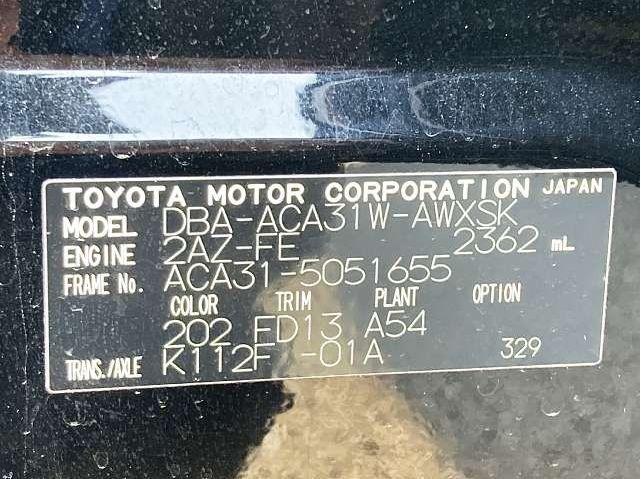 TOYOTA MOTOR CORPORATION JAPAN
MODEL DBA-ACA31W-AWXSK
ENGINE 2AZ-FE 2362 mL
FRAME No. ACA31-5051655
COLOR TRIM PLANT OPTION
202 FD13 A54
TRANS./AXLE K112F -01A 329